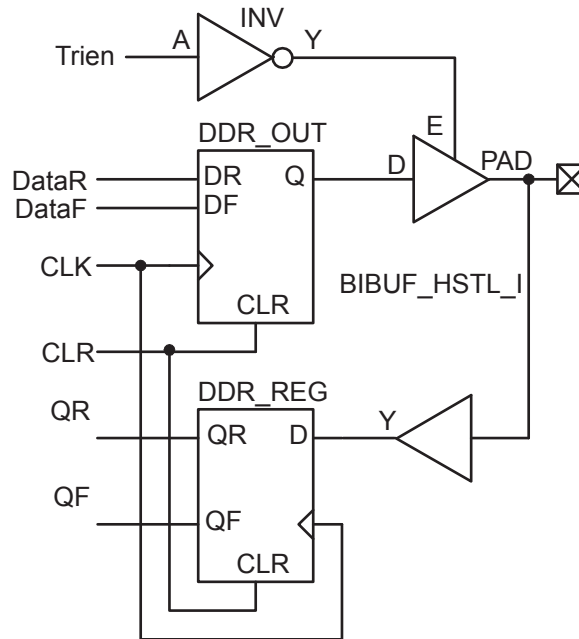 INV
Trien
A
Y
DDR_OUT
E
DataR
DR
Q
D
PAD
DataF
DF
CLK
BIBUF_HSTL_I
CLR
CLR
DDR_REG
QR
QR
D
Y
QF
QF
CLR